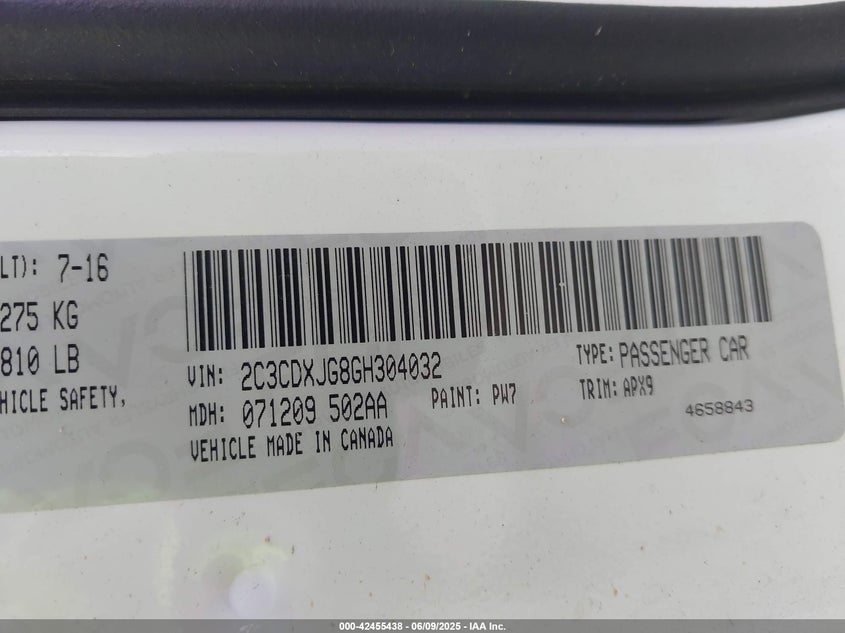 LT): 7-16
275 KG
810 LB
HICLE SAFETY,
VIN: 2C3CDXJG8GH304032
TYPE: PASSENGER CAR
MDH: 071209 502AA
PAINT: PW7
TRIM: APX9
VEHICLE MADE IN CANADA
4658843
000-42455438 - 06/09/2025 - IAA Inc.